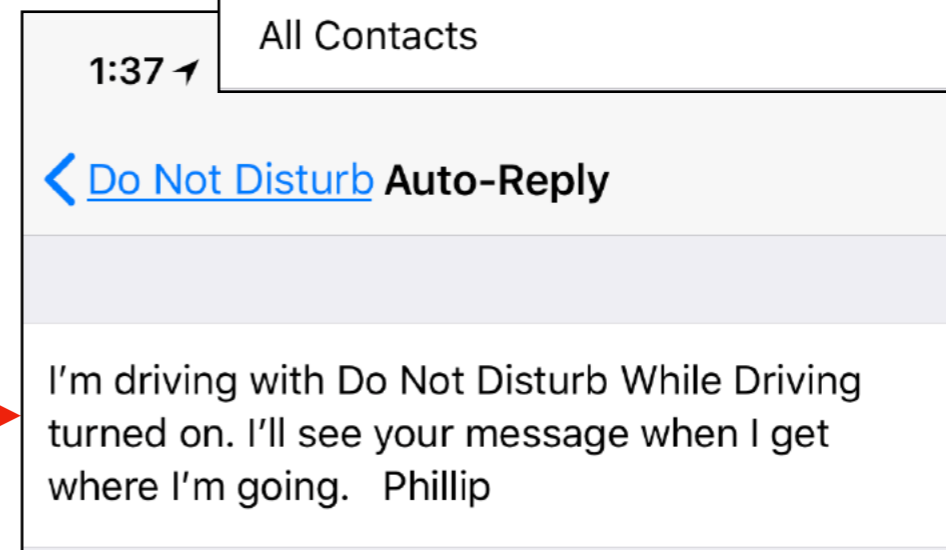 All Contacts
1:37
Do Not Disturb Auto-Reply
I’m driving with Do Not Disturb While Driving
turned on. I’ll see your message when I get
where I’m going.   Phillip